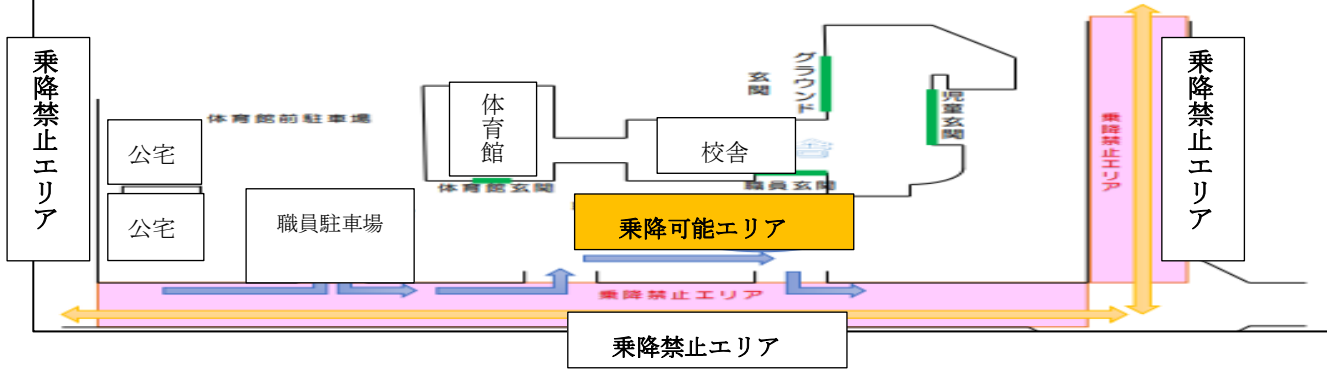 乗降禁止エリア
体育館前駐車場
公宅
公宅
職員駐車場
体育館
体育館玄関
校舎
舎
職員玄関
グラウンド
玄関
児童玄関
乗降可能エリア
乗降禁止エリア
乗降禁止エリア
乗降禁止エリア
乗降禁止エリア